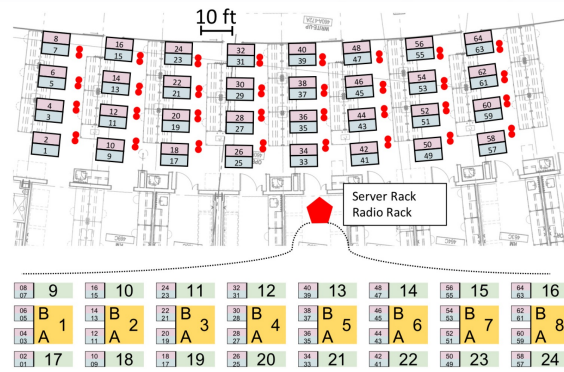 10 ft
8 16 24 32 40 48 56 64
7 15 23 31 39 47 55 63
6 14 22 30 38 46 54 62
5 13 21 29 37 45 53 61
4 12 20 28 36 44 52 60
3 11 19 27 35 43 51 59
2 10 18 26 34 42 50 58
1 9 17 25 33 41 49 57
Server Rack
Radio Rack
08 07 9 16 15 10 24 23 11 32 31 12 40 39 13 48 47 14 56 55 15 64 63 16
06 05 B 14 13 B 22 21 B 30 28 B 38 37 B 46 45 B 54 53 B 62 61 B
1 2 3 4 5 6 7 8
04 03 A 12 11 A 20 19 A 28 27 A 36 35 A 44 43 A 52 51 A 60 59 A
02 01 17 10 09 18 18 17 19 26 25 20 34 33 21 42 41 22 50 49 23 58 57 24